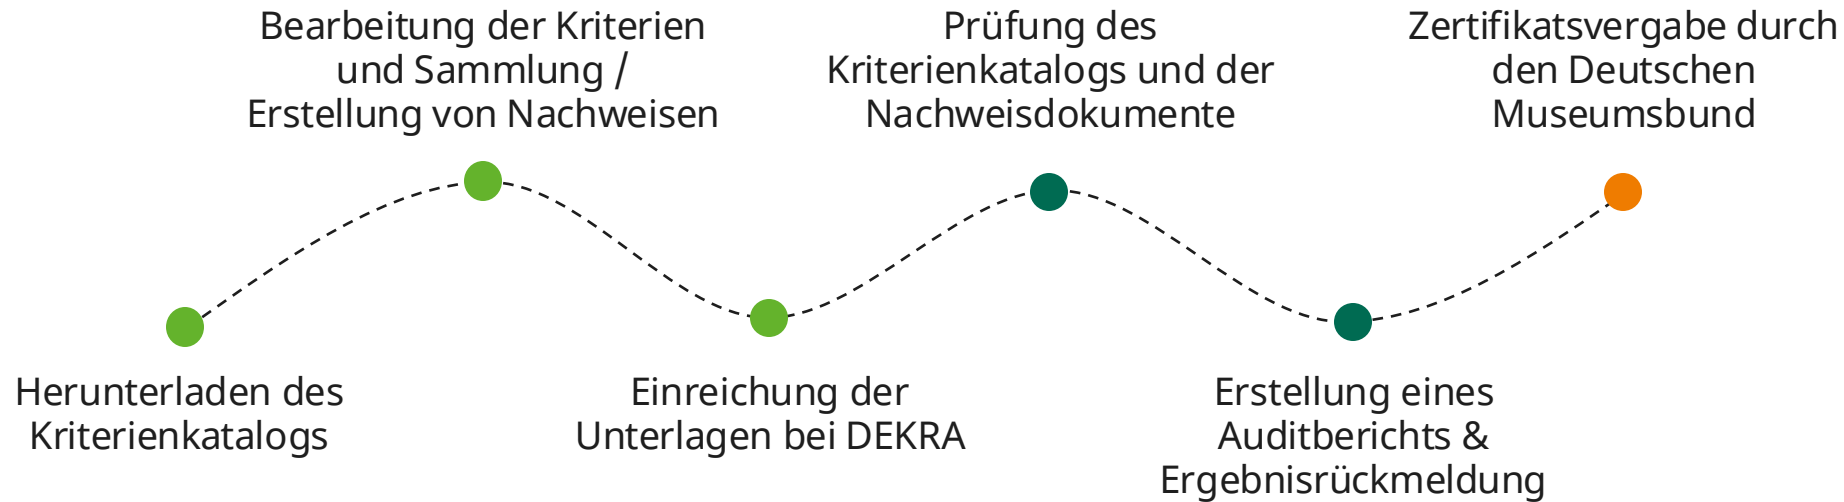 Herunterladen des
Kriterienkatalogs
Bearbeitung der Kriterien
und Sammlung /
Erstellung von Nachweisen
Einreichung der
Unterlagen bei DEKRA
Prüfung des
Kriterienkatalogs und der
Nachweisdokumente
Erstellung eines
Auditberichts &
Ergebnisrückmeldung
Zertifikatsvergabe durch
den Deutschen
Museumsbund